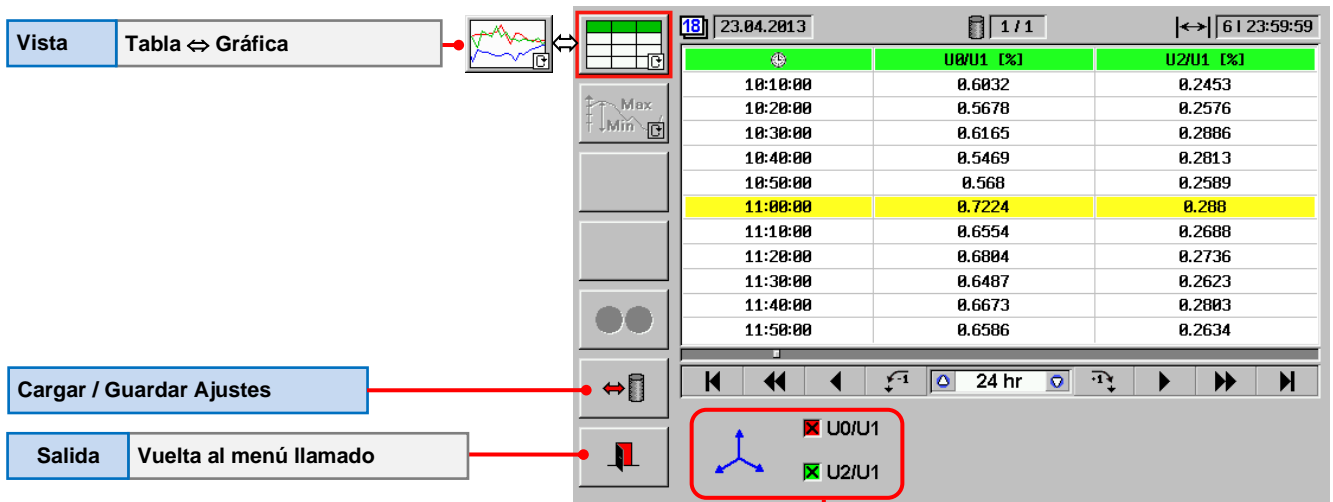 Vista Tabla ⇔ Gráfica
Max
Min
18 23.04.2013 1 / 1 6 | 23:59:59
U0/U1 [%] U2/U1 [%]
10:10:00 0.6032 0.2453
10:20:00 0.5678 0.2576
10:30:00 0.6165 0.2886
10:40:00 0.5469 0.2813
10:50:00 0.568 0.2589
11:00:00 0.7224 0.288
11:10:00 0.6554 0.2688
11:20:00 0.6804 0.2736
11:30:00 0.6487 0.2623
11:40:00 0.6673 0.2803
11:50:00 0.6586 0.2634
Cargar / Guardar Ajustes
-1 24 hr +1
Salida Vuelta al menú llamado
U0/U1
U2/U1